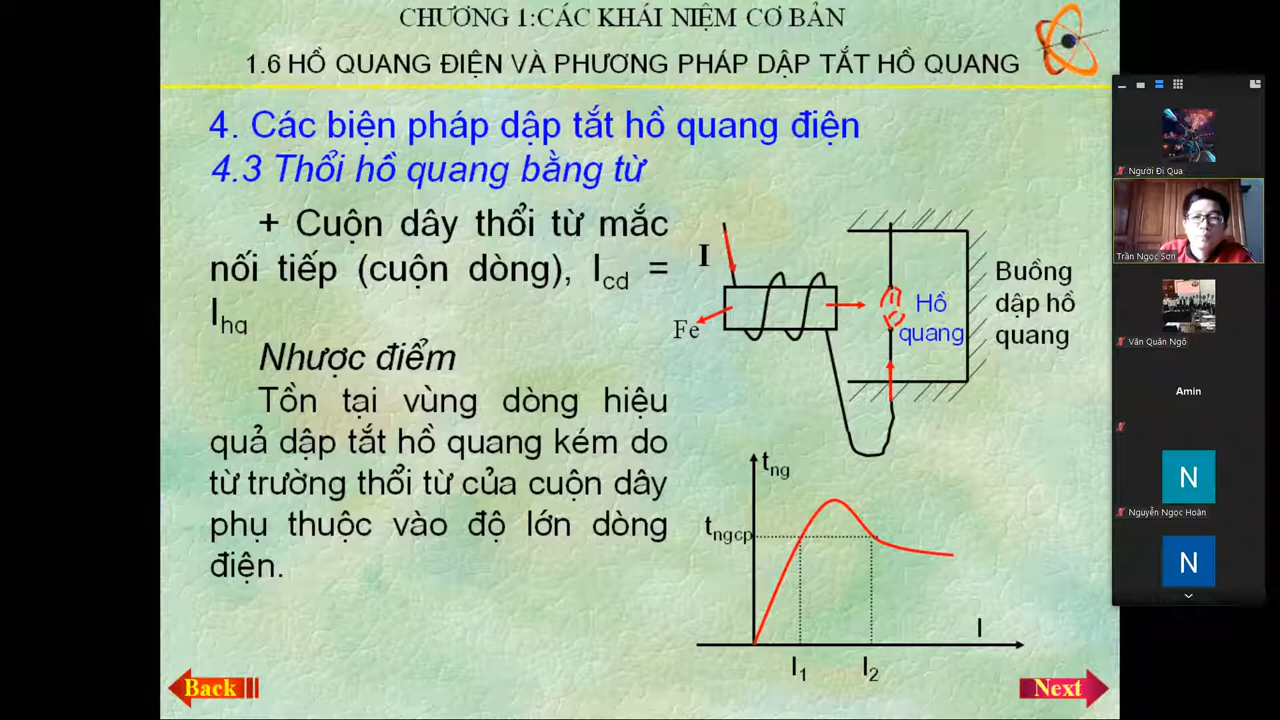 CHƯƠNG 1:CÁC KHÁI NIỆM CƠ BẢN
1.6 HỒ QUANG ĐIỆN VÀ PHƯƠNG PHÁP DẬP TẮT HỒ QUANG
4. Các biện pháp dập tắt hồ quang điện
4.3 Thổi hồ quang bằng từ
+ Cuộn dây thổi từ mắc
nối tiếp (cuộn dòng), Icd =
Ihq
Nhược điểm
Tồn tại vùng dòng hiệu
quả dập tắt hồ quang kém do
từ trường thổi từ của cuộn dây
phụ thuộc vào độ lớn dòng
điện.
I
Fe
Hồ
quang
Buồng
dập hồ
quang
tng
tngcp
I
I1
I2
Back
Next
Người Đi Qua
Trần Ngọc Sơn
Văn Quân Ngô
Amin
N
Nguyễn Ngọc Hoàn
N